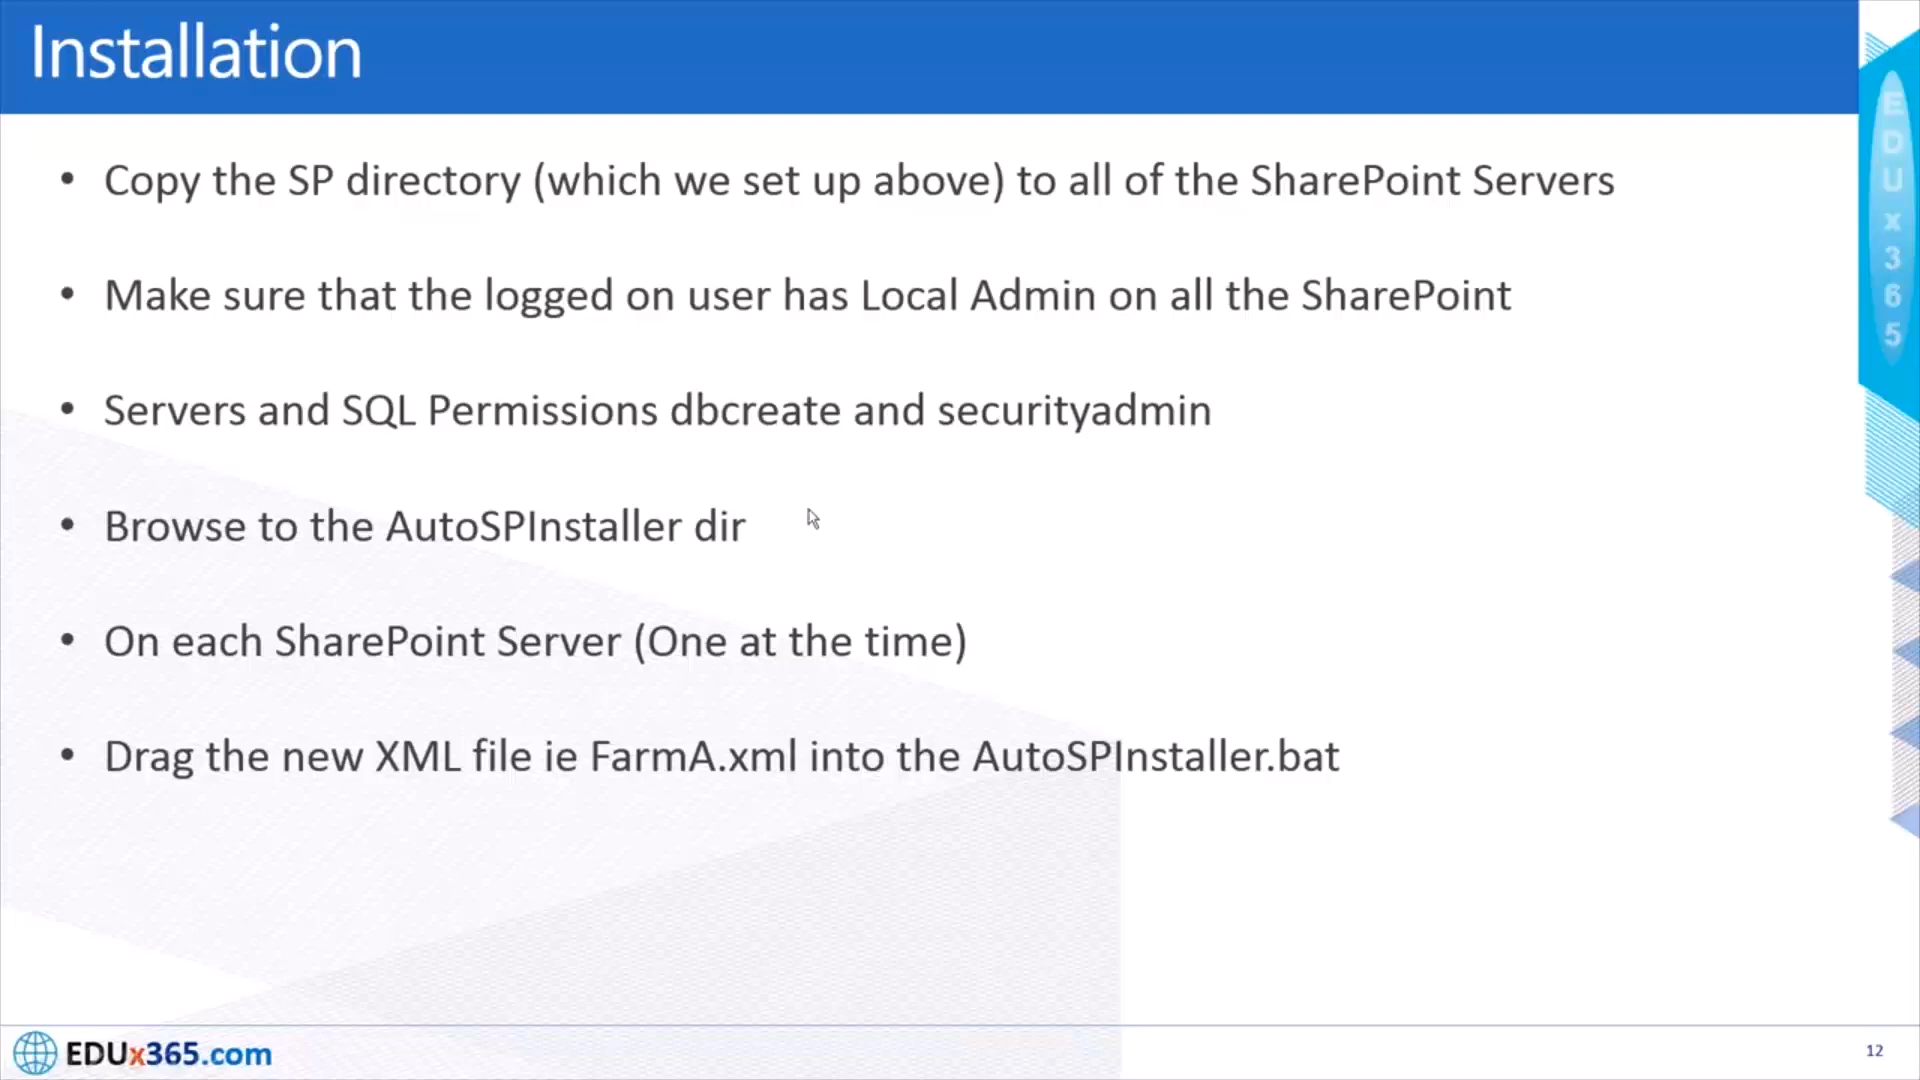 Installation
• Copy the SP directory (which we set up above) to all of the SharePoint Servers
• Make sure that the logged on user has Local Admin on all the SharePoint
• Servers and SQL Permissions dbcreate and securityadmin
• Browse to the AutoSPInstaller dir
• On each SharePoint Server (One at the time)
• Drag the new XML file ie FarmA.xml into the AutoSPInstaller.bat
EDUx365
EDUx365.com
12